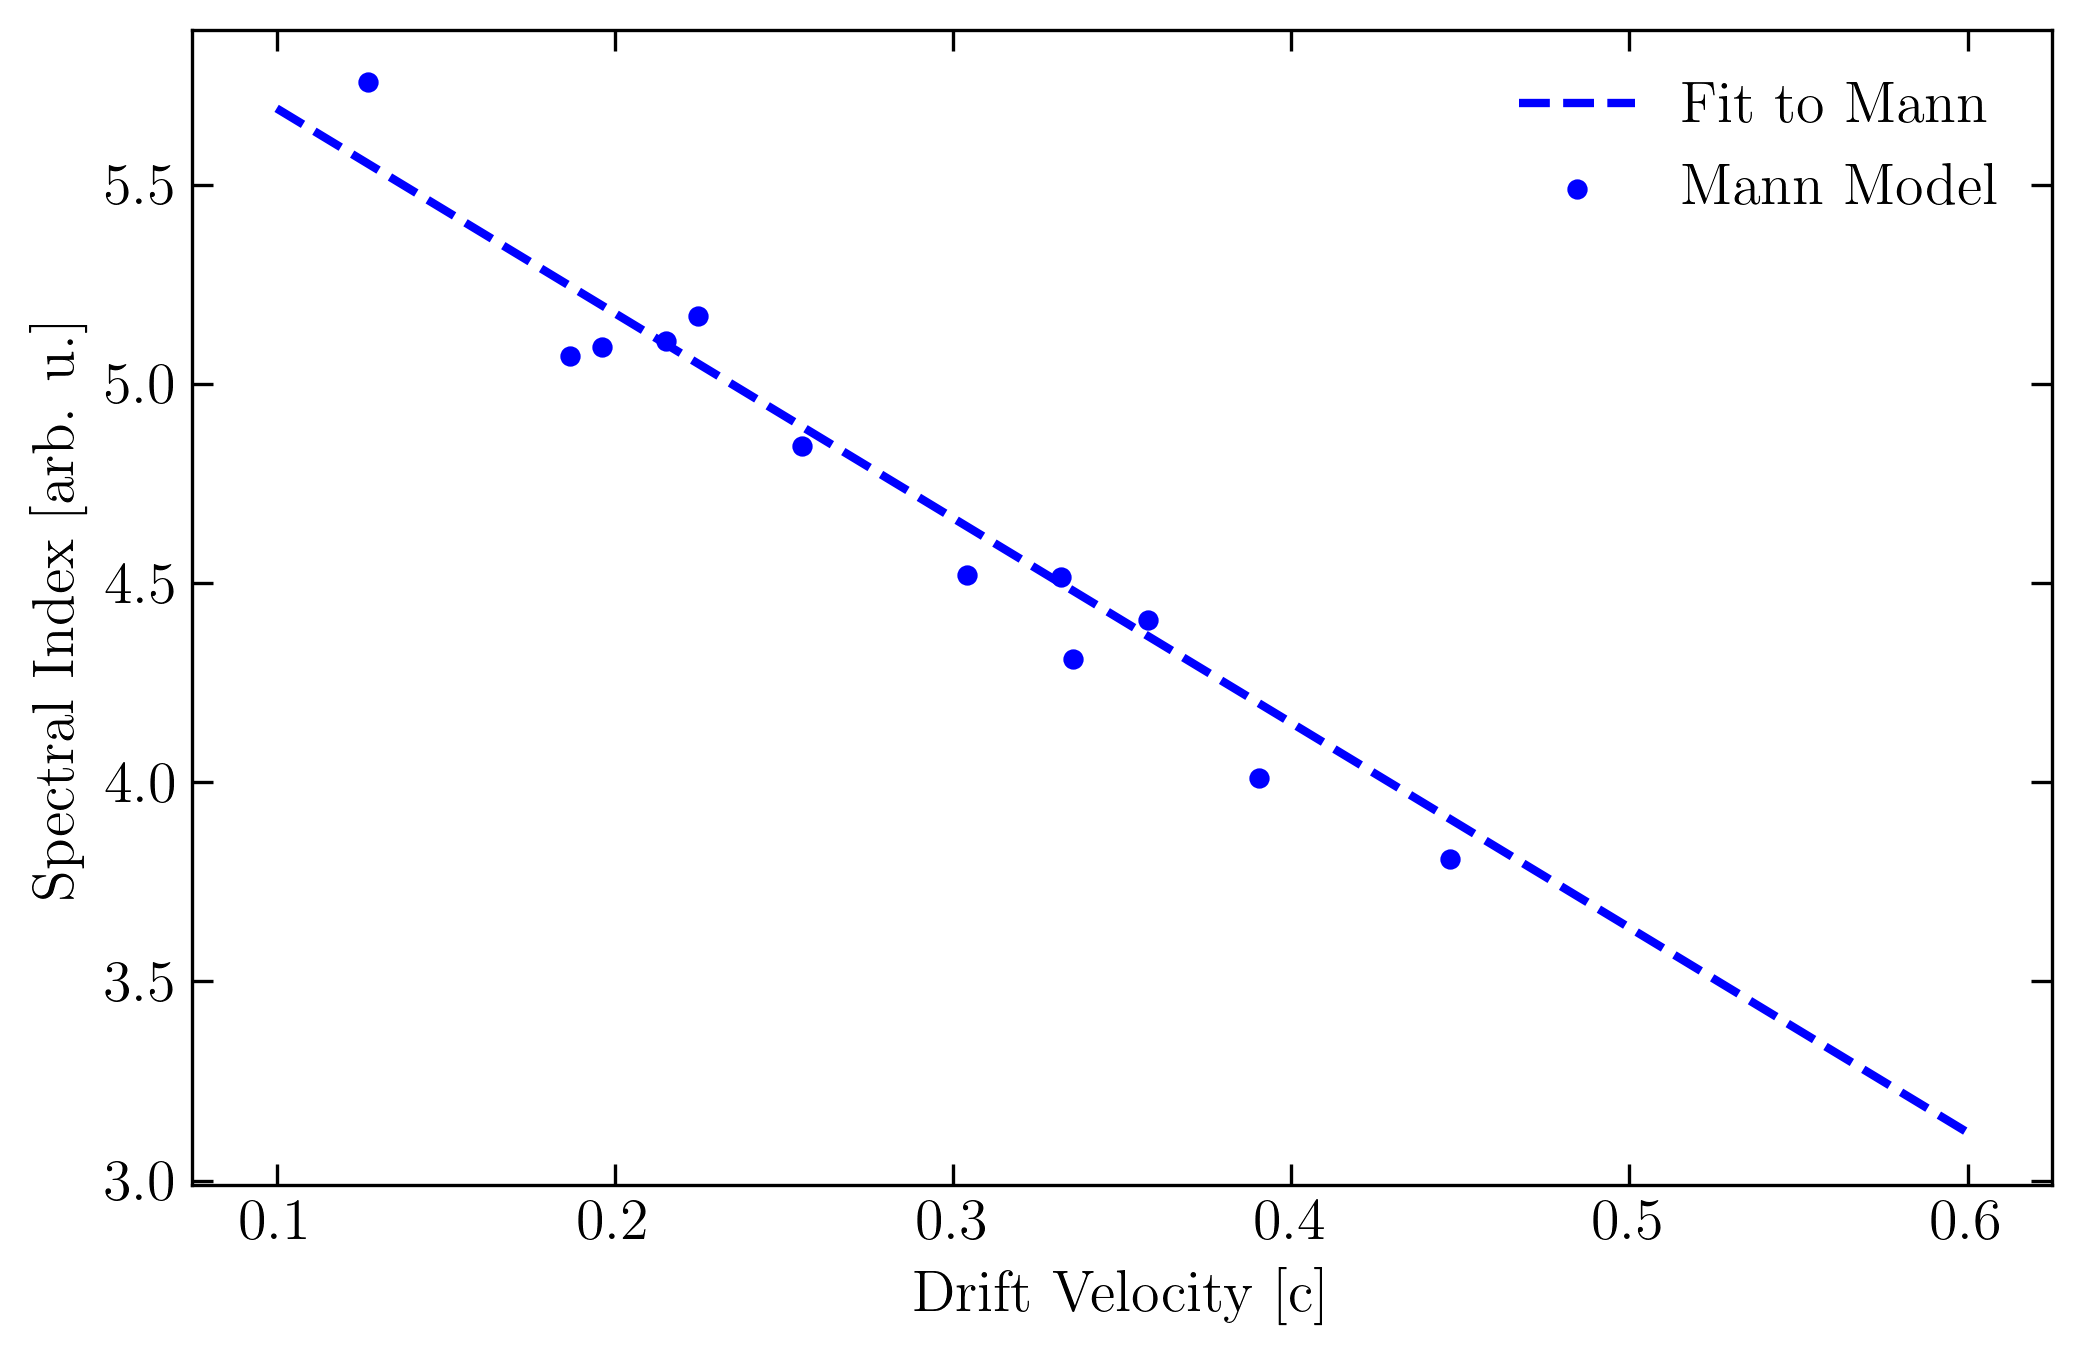 Fit to Mann
Mann Model
Spectral Index [arb. u.]
5.5
5.0
4.5
4.0
3.5
3.0
0.1 0.2 0.3 0.4 0.5 0.6
Drift Velocity [c]